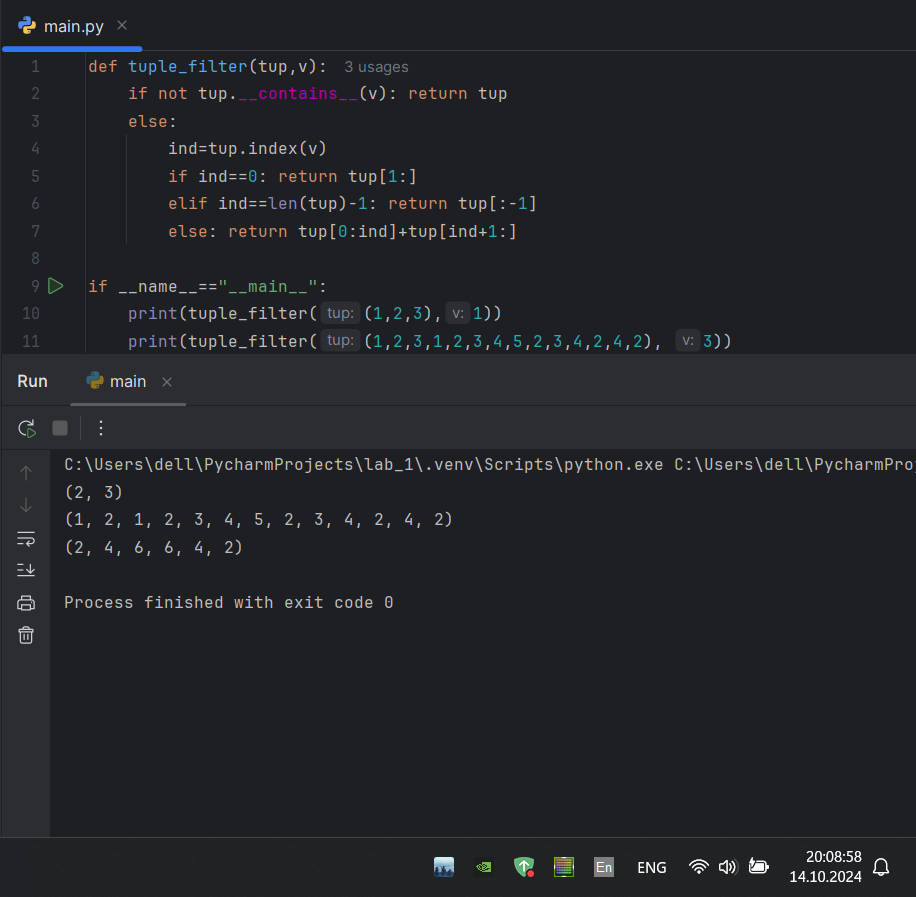 main.py
1 def tuple_filter(tup,v): 3 usages
2 if not tup.__contains__(v): return tup
3 else:
4 ind=tup.index(v)
5 if ind==0: return tup[1:]
6 elif ind==len(tup)-1: return tup[:-1]
7 else: return tup[0:ind]+tup[ind+1:]
8
9 if __name__=="__main__":
10 print(tuple_filter( tup: (1,2,3), v: 1))
11 print(tuple_filter( tup: (1,2,3,1,2,3,4,5,2,3,4,2,4,2), v: 3))
Run main
C:\Users\dell\PycharmProjects\lab_1\.venv\Scripts\python.exe C:\Users\dell\PycharmPro
(2, 3)
(1, 2, 1, 2, 3, 4, 5, 2, 3, 4, 2, 4, 2)
(2, 4, 6, 6, 4, 2)
Process finished with exit code 0
En ENG 20:08:58
14.10.2024